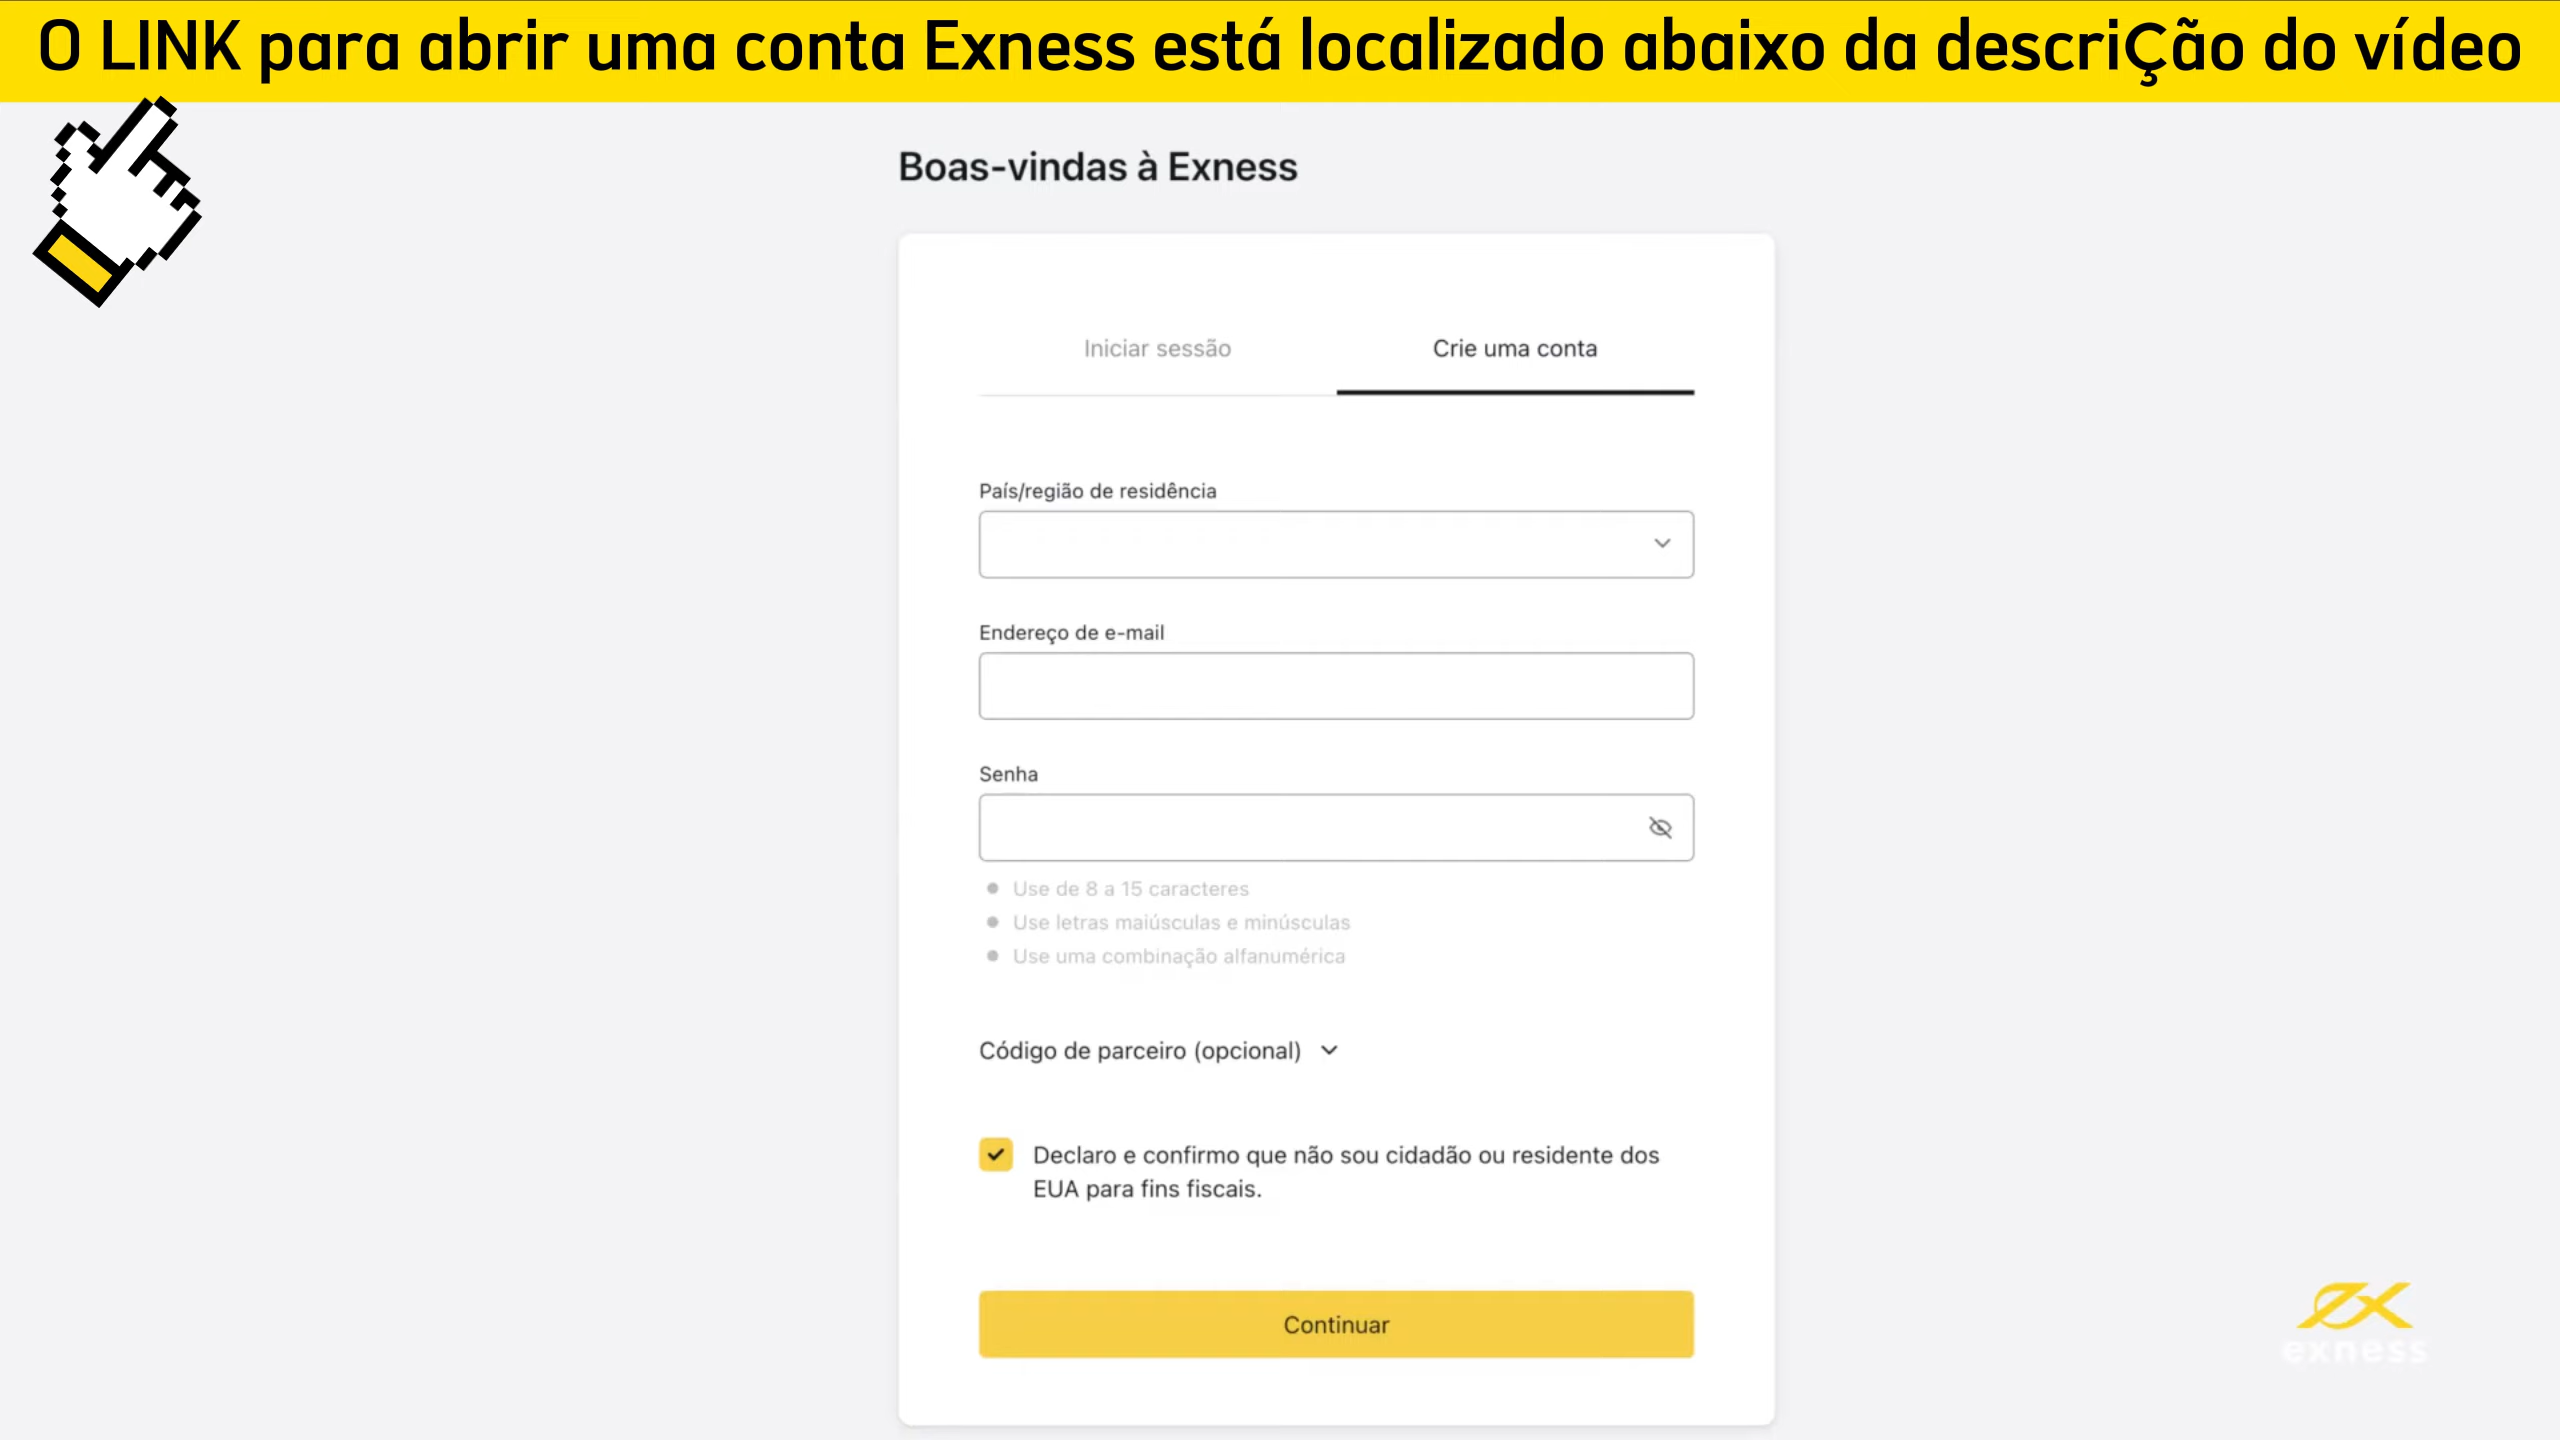 O LINK para abrir uma conta Exness está localizado abaixo da descriÇão do vídeo
Boas-vindas à Exness
Iniciar sessão
Crie uma conta
País/região de residência
Endereço de e-mail
Senha
Use de 8 a 15 caracteres
Use letras maiúsculas e minúsculas
Use uma combinação alfanumérica
Código de parceiro (opcional)
Declaro e confirmo que não sou cidadão ou residente dos
EUA para fins fiscais.
Continuar
exness